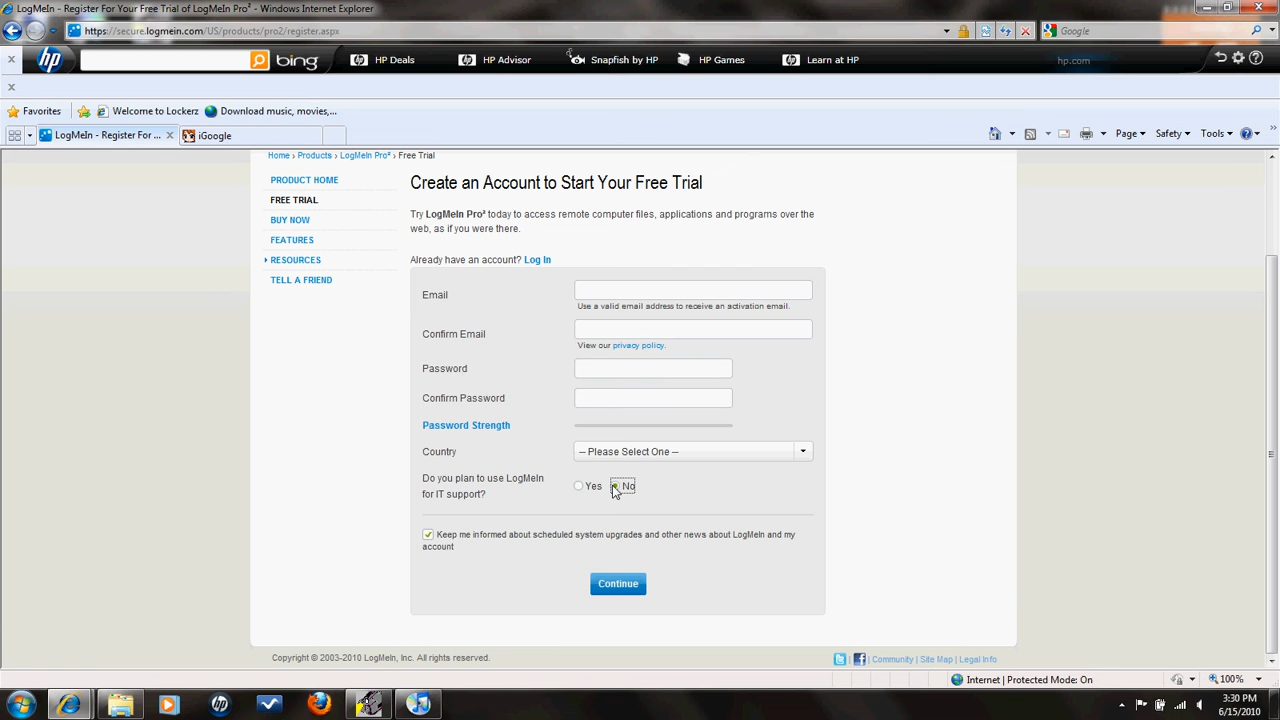 LogMeIn - Register For Your Free Trial of LogMeIn Pro² - Windows Internet Explorer
https://secure.logmein.com/US/products/pro2/register.aspx
Google
hp
bing
HP Deals
HP Advisor
Snapfish by HP
HP Games
Learn at HP
hp.com
Favorites
Welcome to Lockerz
Download music, movies,...
LogMeIn - Register For ...
iGoogle
Page
Safety
Tools
Home › Products › LogMeIn Pro² › Free Trial
PRODUCT HOME
FREE TRIAL
BUY NOW
FEATURES
RESOURCES
TELL A FRIEND
Create an Account to Start Your Free Trial
Try LogMeIn Pro² today to access remote computer files, applications and programs over the
web, as if you were there.
Already have an account? Log In
Email
Use a valid email address to receive an activation email.
Confirm Email
View our privacy policy.
Password
Confirm Password
Password Strength
Country
-- Please Select One --
Do you plan to use LogMeIn
for IT support?
Yes
No
Keep me informed about scheduled system upgrades and other news about LogMeIn and my
account
Continue
Copyright © 2003-2010 LogMeIn, Inc. All rights reserved.
| | Community | Site Map | Legal Info
Internet | Protected Mode: On
100%
3:30 PM
6/15/2010